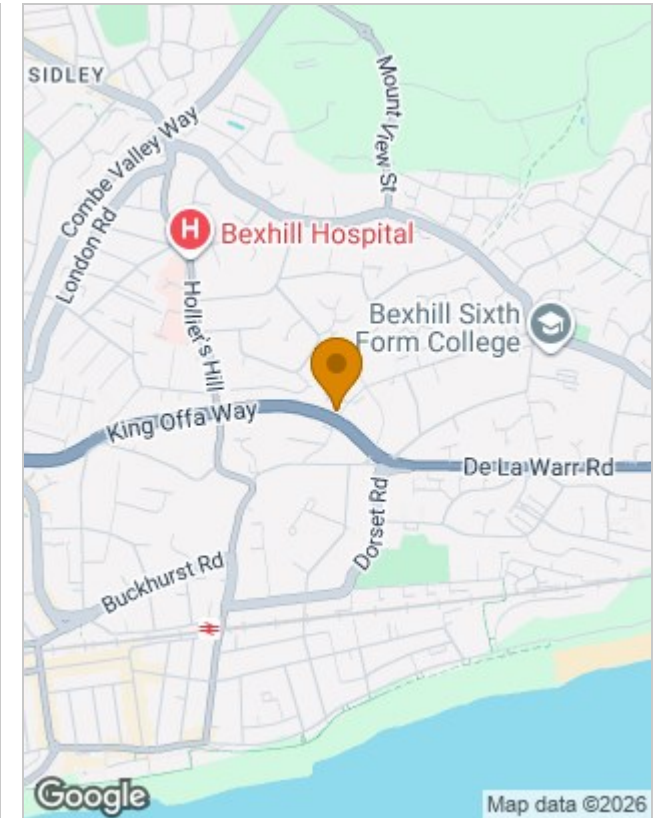 SIDLEY
Mount View St
Combe Valley Way
London Rd
H
Bexhill Hospital
Hollier's Hill
Bexhill Sixth
Form College
King Offa Way
De La Warr Rd
Dorset Rd
Buckhurst Rd
Google
Map data ©2026